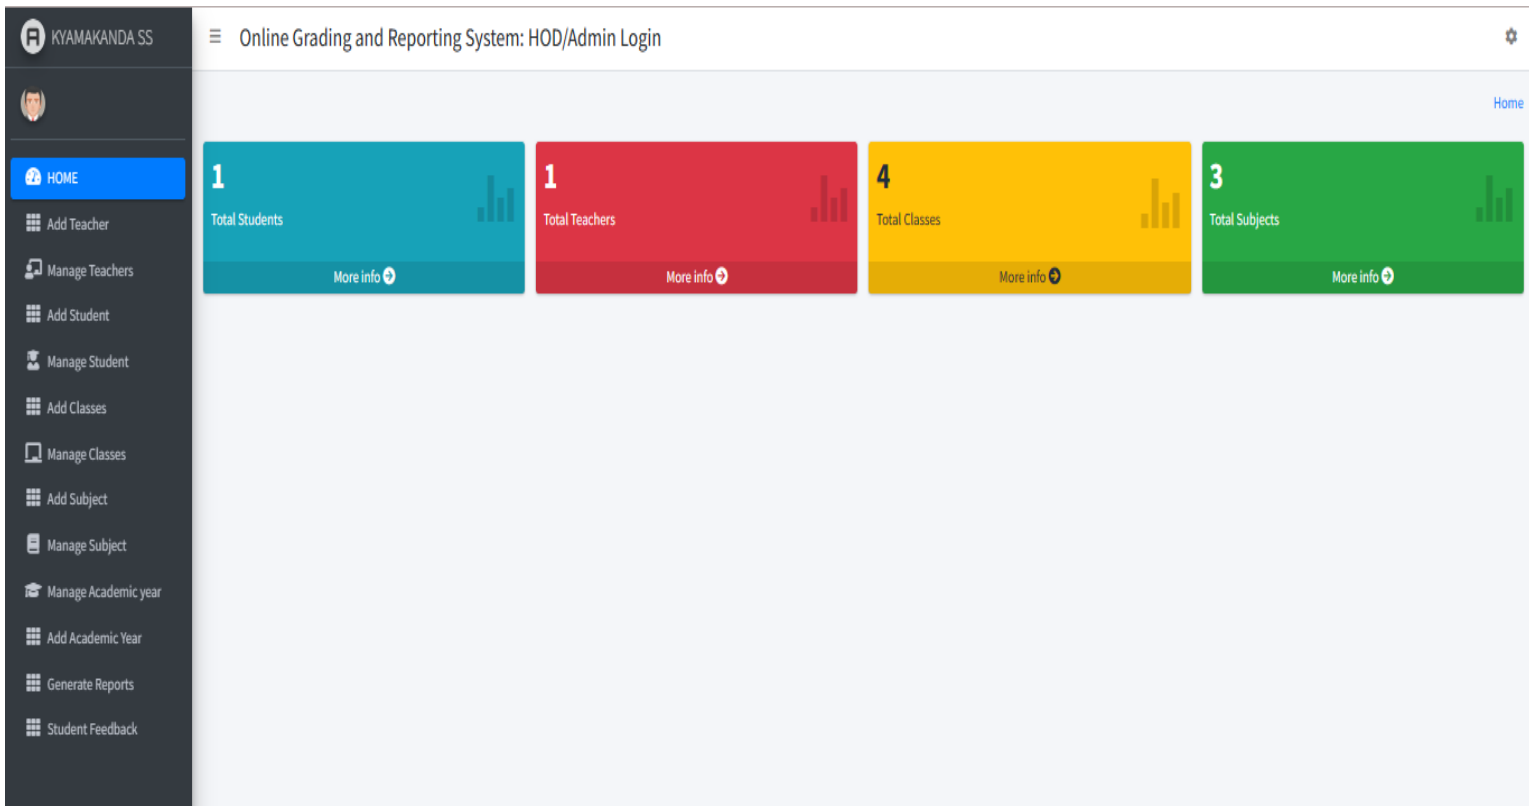 KYAMAKANDA SS
Online Grading and Reporting System: HOD/Admin Login
Home
HOME
Add Teacher
Manage Teachers
Add Student
Manage Student
Add Classes
Manage Classes
Add Subject
Manage Subject
Manage Academic year
Add Academic Year
Generate Reports
Student Feedback
1
Total Students
More info
1
Total Teachers
More info
4
Total Classes
More info
3
Total Subjects
More info